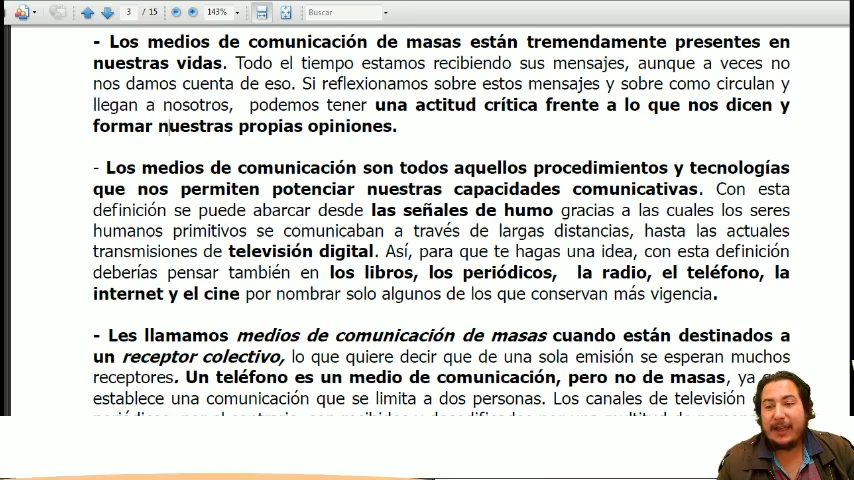 3 / 15 143% Buscar
- Los medios de comunicación de masas están tremendamente presentes en
nuestras vidas. Todo el tiempo estamos recibiendo sus mensajes, aunque a veces no
nos damos cuenta de eso. Si reflexionamos sobre estos mensajes y sobre como circulan y
llegan a nosotros, podemos tener una actitud crítica frente a lo que nos dicen y
formar nuestras propias opiniones.
- Los medios de comunicación son todos aquellos procedimientos y tecnologías
que nos permiten potenciar nuestras capacidades comunicativas. Con esta
definición se puede abarcar desde las señales de humo gracias a las cuales los seres
humanos primitivos se comunicaban a través de largas distancias, hasta las actuales
transmisiones de televisión digital. Así, para que te hagas una idea, con esta definición
deberías pensar también en los libros, los periódicos, la radio, el teléfono, la
internet y el cine por nombrar solo algunos de los que conservan más vigencia.
- Les llamamos medios de comunicación de masas cuando están destinados a
un receptor colectivo, lo que quiere decir que de una sola emisión se esperan muchos
receptores. Un teléfono es un medio de comunicación, pero no de masas, ya
establece una comunicación que se limita a dos personas. Los canales de televisión